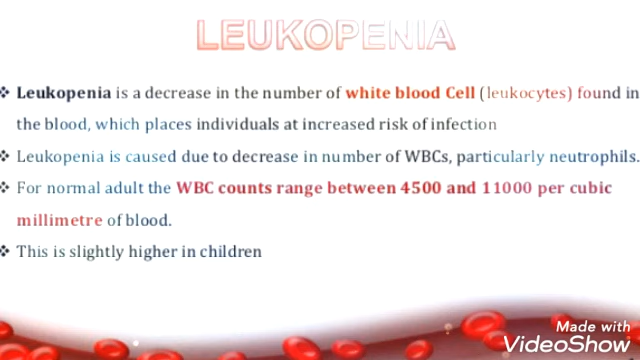 LEUKOPENIA
❖ Leukopenia is a decrease in the number of white blood Cell (leukocytes) found in
the blood, which places individuals at increased risk of infection
❖ Leukopenia is caused due to decrease in number of WBCs, particularly neutrophils.
❖ For normal adult the WBC counts range between 4500 and 11000 per cubic
millimetre of blood.
❖ This is slightly higher in children
Made with
VideoShow